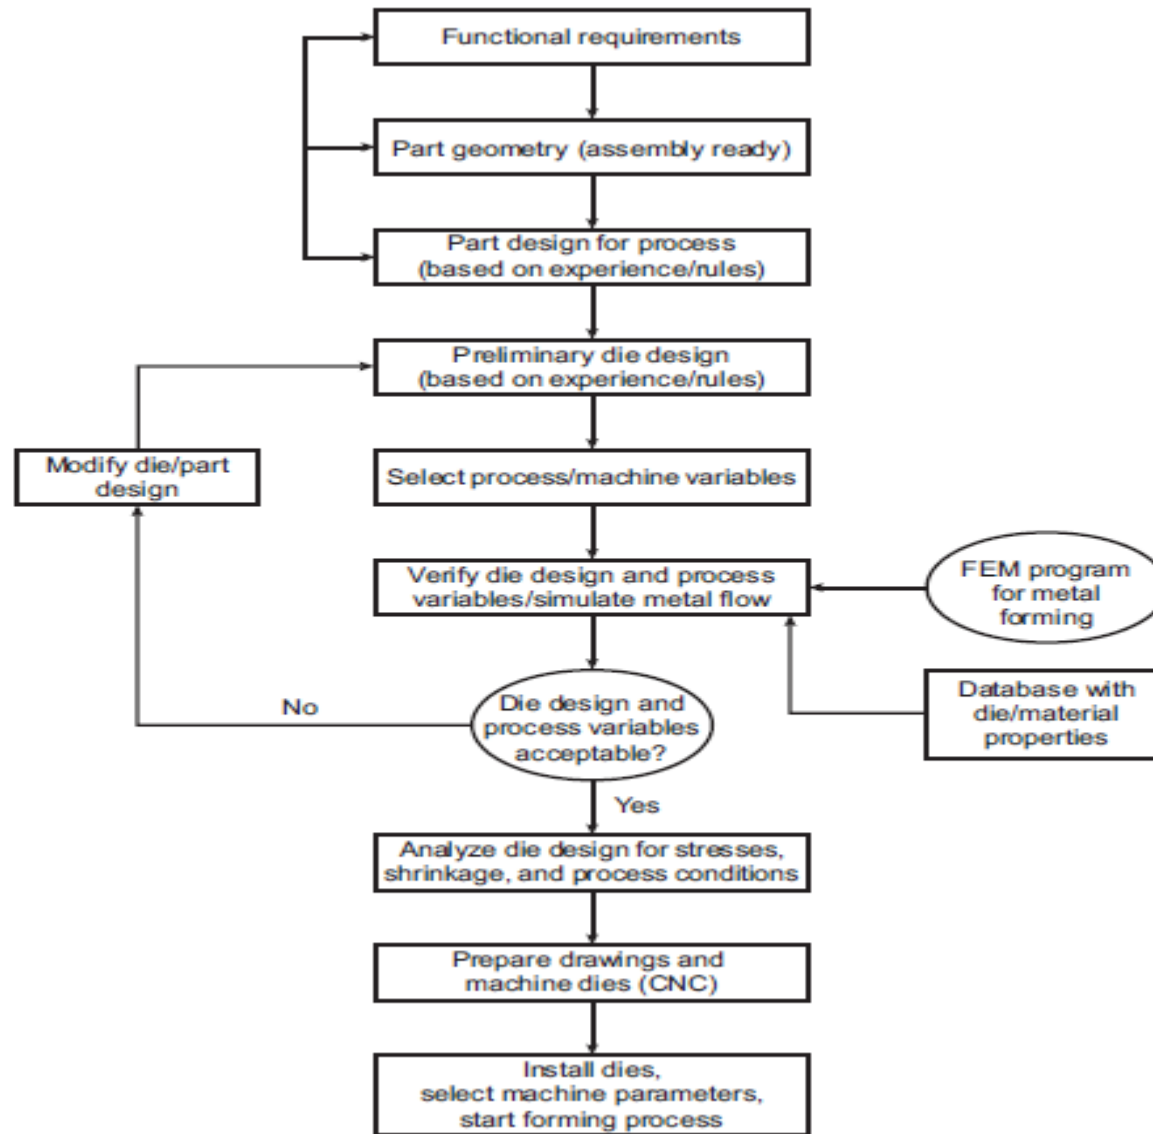 Functional requirements
Part geometry (assembly ready)
Part design for process
(based on experience/rules)
Preliminary die design
(based on experience/rules)
Modify die/part
design
Select process/machine variables
Verify die design and process
variables/simulate metal flow
FEM program
for metal
forming
Database with
die/material
properties
No
Die design and
process variables
acceptable?
Yes
Analyze die design for stresses,
shrinkage, and process conditions
Prepare drawings and
machine dies (CNC)
Install dies,
select machine parameters,
start forming process